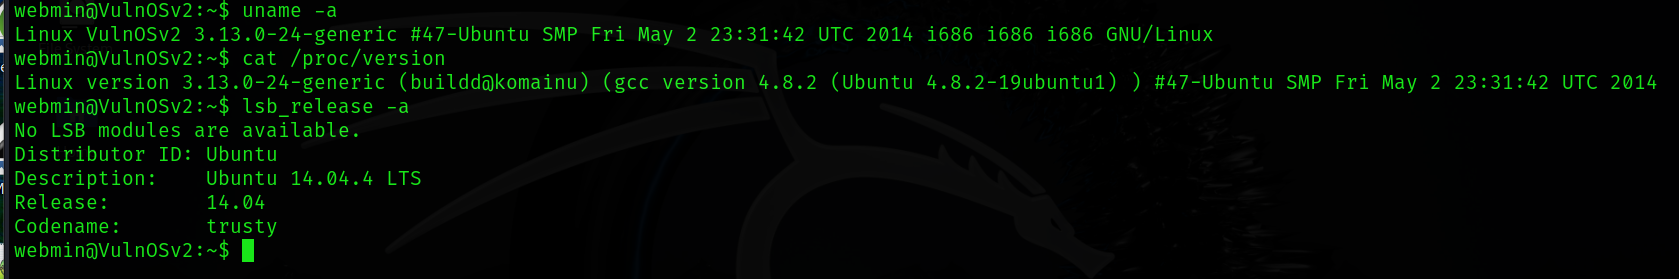 webmin@VulnOSv2:~$ uname -a
Linux VulnOSv2 3.13.0-24-generic #47-Ubuntu SMP Fri May 2 23:31:42 UTC 2014 i686 i686 i686 GNU/Linux
webmin@VulnOSv2:~$ cat /proc/version
Linux version 3.13.0-24-generic (buildd@komainu) (gcc version 4.8.2 (Ubuntu 4.8.2-19ubuntu1) ) #47-Ubuntu SMP Fri May 2 23:31:42 UTC 2014
webmin@VulnOSv2:~$ lsb_release -a
No LSB modules are available.
Distributor ID: Ubuntu
Description:    Ubuntu 14.04.4 LTS
Release:        14.04
Codename:       trusty
webmin@VulnOSv2:~$